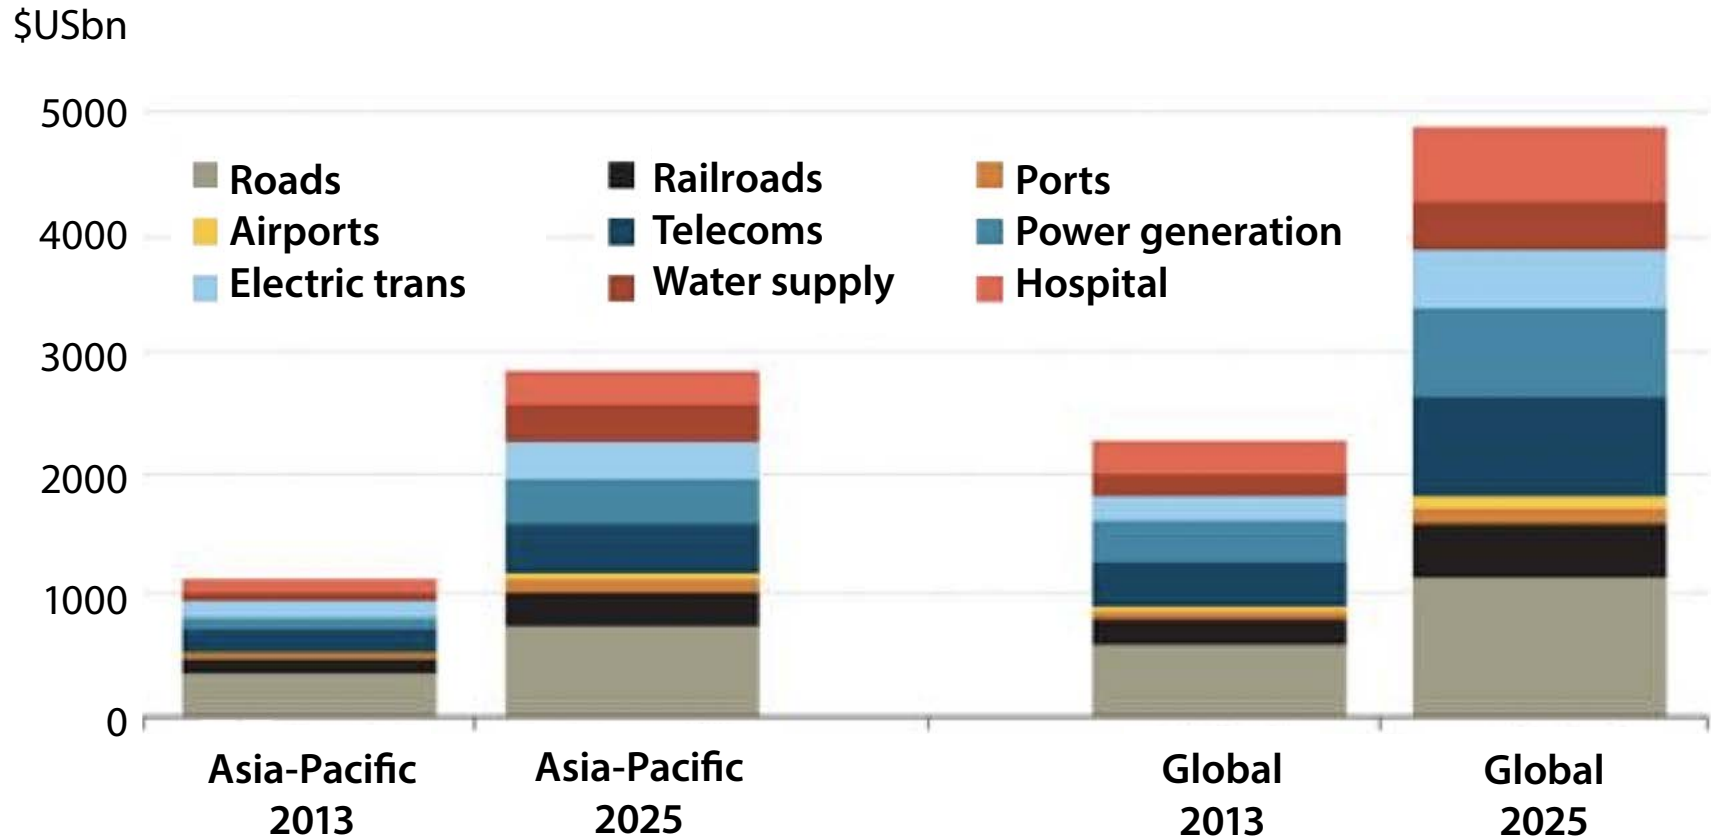 $USbn
5000
4000
3000
2000
1000
0
Roads
Railroads
Ports
Airports
Telecoms
Power generation
Electric trans
Water supply
Hospital
Asia-Pacific
2013
Asia-Pacific
2025
Global
2013
Global
2025